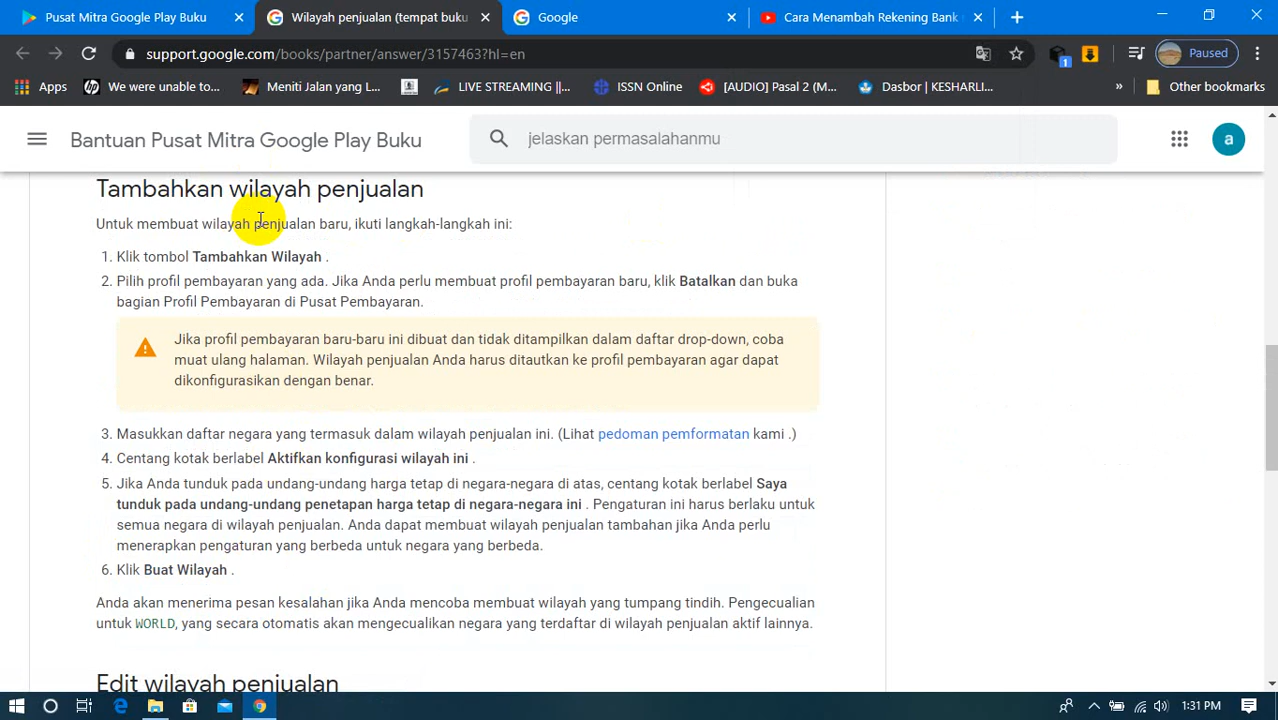 Pusat Mitra Google Play Buku
Wilayah penjualan (tempat buku
Google
Cara Menambah Rekening Bank
support.google.com/books/partner/answer/3157463?hl=en
1
Paused
Apps
We were unable to...
Meniti Jalan yang L...
LIVE STREAMING ||...
ISSN Online
[AUDIO] Pasal 2 (M...
Dasbor | KESHARLI...
»
Other bookmarks
Bantuan Pusat Mitra Google Play Buku
jelaskan permasalahanmu
a
Tambahkan wilayah penjualan
Untuk membuat wilayah penjualan baru, ikuti langkah-langkah ini:
1. Klik tombol Tambahkan Wilayah .
2. Pilih profil pembayaran yang ada. Jika Anda perlu membuat profil pembayaran baru, klik Batalkan dan buka
bagian Profil Pembayaran di Pusat Pembayaran.
Jika profil pembayaran baru-baru ini dibuat dan tidak ditampilkan dalam daftar drop-down, coba
muat ulang halaman. Wilayah penjualan Anda harus ditautkan ke profil pembayaran agar dapat
dikonfigurasikan dengan benar.
3. Masukkan daftar negara yang termasuk dalam wilayah penjualan ini. (Lihat pedoman pemformatan kami .)
4. Centang kotak berlabel Aktifkan konfigurasi wilayah ini .
5. Jika Anda tunduk pada undang-undang harga tetap di negara-negara di atas, centang kotak berlabel Saya
tunduk pada undang-undang penetapan harga tetap di negara-negara ini . Pengaturan ini harus berlaku untuk
semua negara di wilayah penjualan. Anda dapat membuat wilayah penjualan tambahan jika Anda perlu
menerapkan pengaturan yang berbeda untuk negara yang berbeda.
6. Klik Buat Wilayah .
Anda akan menerima pesan kesalahan jika Anda mencoba membuat wilayah yang tumpang tindih. Pengecualian
untuk WORLD, yang secara otomatis akan mengecualikan negara yang terdaftar di wilayah penjualan aktif lainnya.
Edit wilayah penjualan
1:31 PM